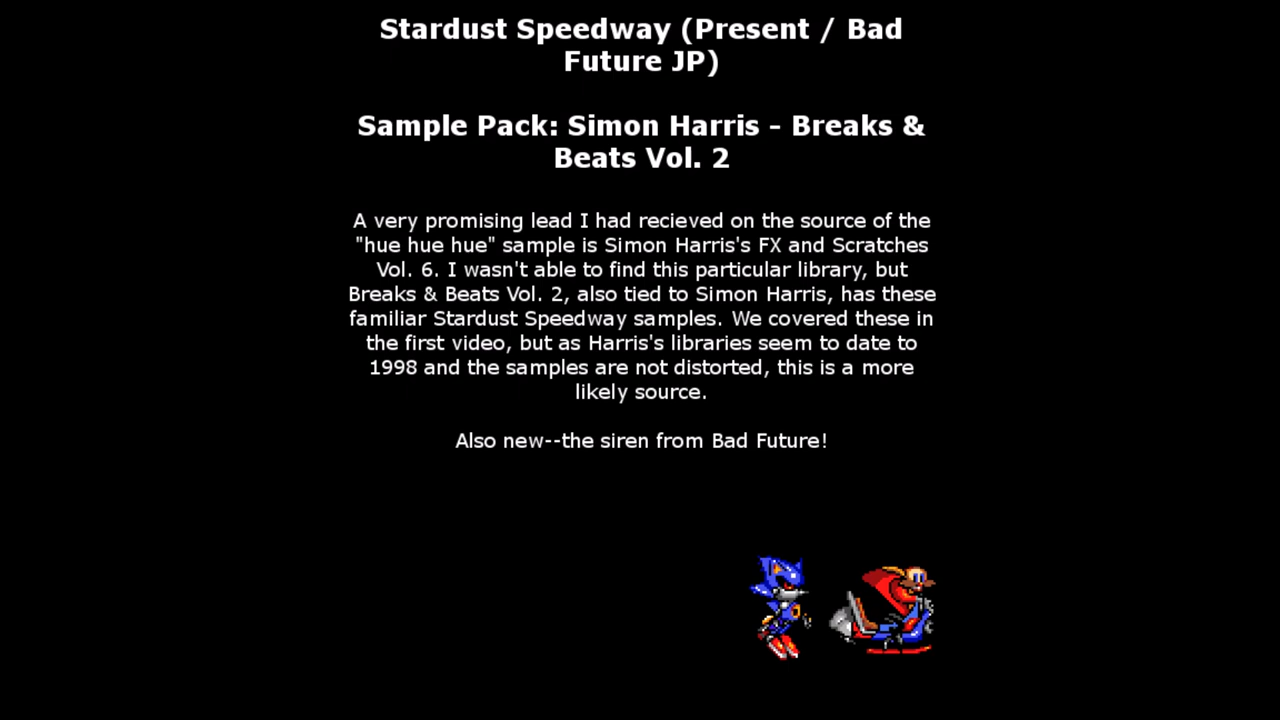 Stardust Speedway (Present / Bad
Future JP)
Sample Pack: Simon Harris - Breaks &
Beats Vol. 2
A very promising lead I had recieved on the source of the
"hue hue hue" sample is Simon Harris's FX and Scratches
Vol. 6. I wasn't able to find this particular library, but
Breaks & Beats Vol. 2, also tied to Simon Harris, has these
familiar Stardust Speedway samples. We covered these in
the first video, but as Harris's libraries seem to date to
1998 and the samples are not distorted, this is a more
likely source.
Also new--the siren from Bad Future!